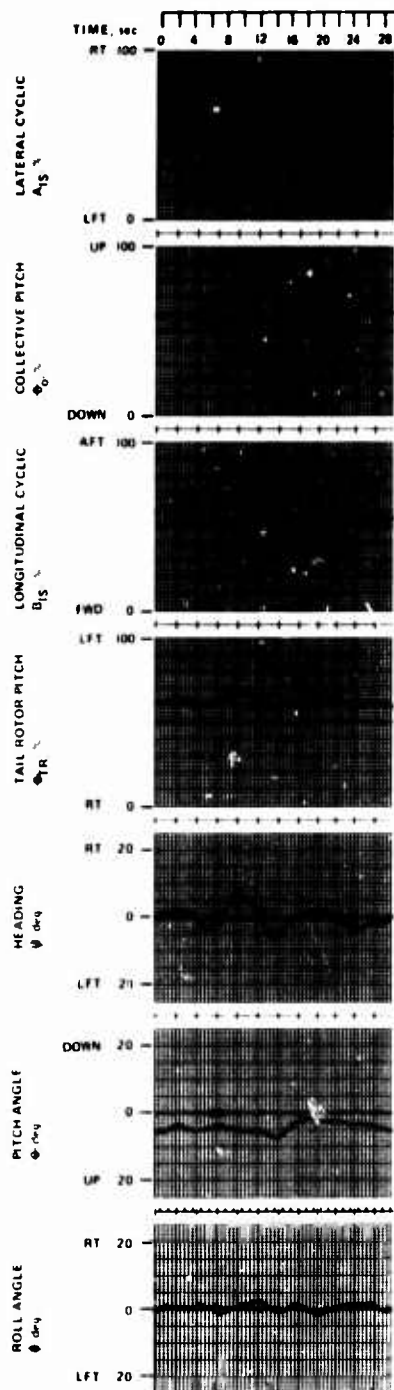 TIME, sec
0 4 8 12 16 20 24 28
LATERAL CYCLIC
A1S %
RT 100
LFT 0
COLLECTIVE PITCH
UP 100
DOWN 0
LONGITUDINAL CYCLIC
B1S %
AFT 100
FWD 0
TAIL ROTOR PITCH
LFT 100
RT 0
HEADING
ψ deg
RT 20
0
LFT 20
PITCH ANGLE
deg
DOWN 20
0
UP 20
ROLL ANGLE
ϕ deg
RT 20
0
LFT 20